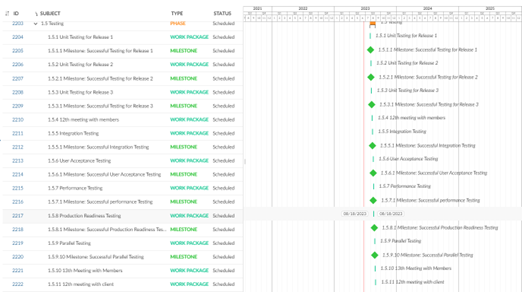 2021 2022 2023 2024 2025
ID SUBJECT TYPE STATUS
2203 1.5 Testing PHASE Scheduled 1.5 Testing
2204 1.5.1 Unit Testing for Release 1 WORK PACKAGE Scheduled 1.5.1 Unit Testing for Release 1
2205 1.5.1.1 Milestone: Successful Testing for Release 1 MILESTONE Scheduled 1.5.1.1 Milestone: Successful Testing for Release 1
2206 1.5.2 Unit Testing for Release 2 WORK PACKAGE Scheduled 1.5.2 Unit Testing for Release 2
2207 1.5.2.1 Milestone: Successful Testing for Release 2 MILESTONE Scheduled 1.5.2.1 Milestone: Successful Testing for Release 2
2208 1.5.3 Unit Testing for Release 3 WORK PACKAGE Scheduled 1.5.3 Unit Testing for Release 3
2209 1.5.3.1 Milestone: Successful Testing for Release 3 MILESTONE Scheduled 1.5.3.1 Milestone: Successful Testing for Release 3
2210 1.5.4 12th meeting with members WORK PACKAGE Scheduled 1.5.4 12th meeting with members
2211 1.5.5 Integration Testing WORK PACKAGE Scheduled 1.5.5 Integration Testing
2212 1.5.5.1 Milestone: Successful Integration Testing MILESTONE Scheduled 1.5.5.1 Milestone: Successful Integration Testing
2213 1.5.6 User Acceptance Testing WORK PACKAGE Scheduled 1.5.6 User Acceptance Testing
2214 1.5.6.1 Milestone: Successful User Acceptance Testing MILESTONE Scheduled 1.5.6.1 Milestone: Successful User Acceptance Testing
2215 1.5.7 Performance Testing WORK PACKAGE Scheduled 1.5.7 Performance Testing
2216 1.5.7.1 Milestone: Successful performance Testing MILESTONE Scheduled 1.5.7.1 Milestone: Successful performance Testing
2217 1.5.8 Production Readiness Testing WORK PACKAGE Scheduled
2218 1.5.8.1 Milestone: Successful Production Readiness Tes... MILESTONE Scheduled 1.5.8.1 Milestone: Successful Production Readiness Testing
2219 1.5.9 Parallel Testing WORK PACKAGE Scheduled 1.5.9 Parallel Testing
2220 1.5.9.10 Milestone: Successful Parallel Testing MILESTONE Scheduled 1.5.9.10 Milestone: Successful Parallel Testing
2221 1.5.10 13th Meeting with Members WORK PACKAGE Scheduled 1.5.10 13th Meeting with Members
2222 1.5.11 12th meeting with client WORK PACKAGE Scheduled 1.5.11 12th meeting with client